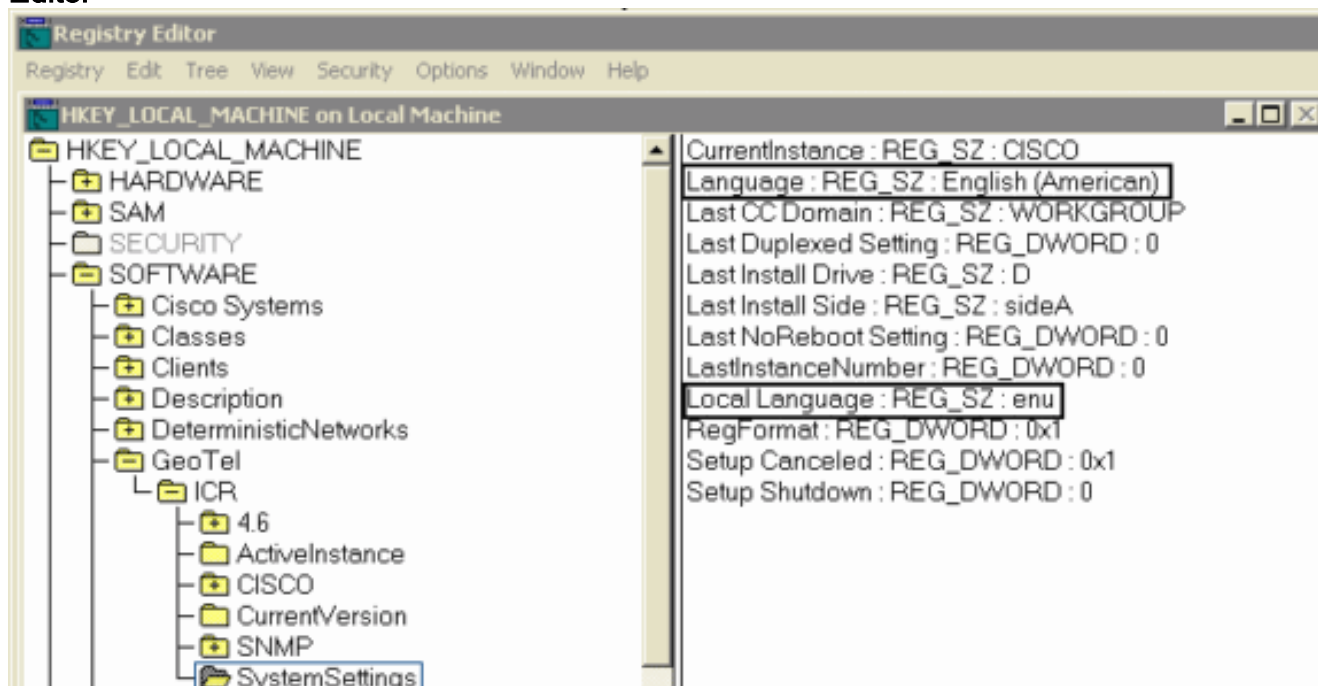 Editor
Registry Editor
Registry Edit Tree View Security Options Window Help
HKEY_LOCAL_MACHINE on Local Machine
HKEY_LOCAL_MACHINE
HARDWARE
SAM
SECURITY
SOFTWARE
Cisco Systems
Classes
Clients
Description
DeterministicNetworks
GeoTel
ICR
4.6
ActiveInstance
CISCO
CurrentVersion
SNMP
SystemSettings
CurrentInstance : REG_SZ : CISCO
Language : REG_SZ : English (American)
Last CC Domain : REG_SZ : WORKGROUP
Last Duplexed Setting : REG_DWORD : 0
Last Install Drive : REG_SZ : D
Last Install Side : REG_SZ : sideA
Last NoReboot Setting : REG_DWORD : 0
LastInstanceNumber : REG_DWORD : 0
Local Language : REG_SZ : enu
RegFormat : REG_DWORD : 0x1
Setup Canceled : REG_DWORD : 0x1
Setup Shutdown : REG_DWORD : 0